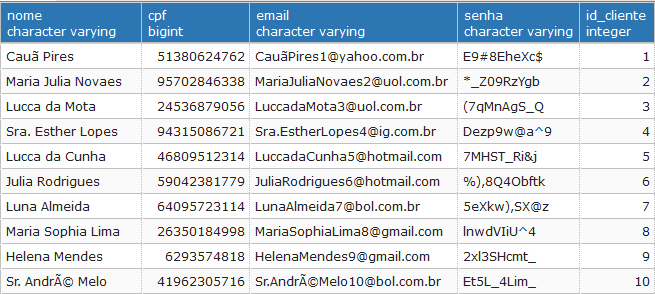 nome cpf email senha id_cliente
character varying bigint character varying character varying integer
Cauã Pires 51380624762 CauãPires1@yahoo.com.br E9#8EheXc$ 1
Maria Julia Novaes 95702846338 MariaJuliaNovaes2@uol.com.br *_Z09RzYgb 2
Lucca da Mota 24536879056 LuccadaMota3@uol.com.br (7qMnAgS_Q 3
Sra. Esther Lopes 94315086721 Sra.EstherLopes4@ig.com.br Dezp9w@a^9 4
Lucca da Cunha 46809512314 LuccadaCunha5@hotmail.com 7MHST_Ri&j 5
Julia Rodrigues 59042381779 JuliaRodrigues6@hotmail.com %),8Q4Obftk 6
Luna Almeida 64095723114 LunaAlmeida7@bol.com.br 5eXkw),SX@z 7
Maria Sophia Lima 26350184998 MariaSophiaLima8@gmail.com lnwdVIiU^4 8
Helena Mendes 6293574818 HelenaMendes9@gmail.com 2xl3SHcmt_ 9
Sr. AndrÃ© Melo 41962305716 Sr.AndrÃ©Melo10@bol.com.br Et5L_4Lim_ 10